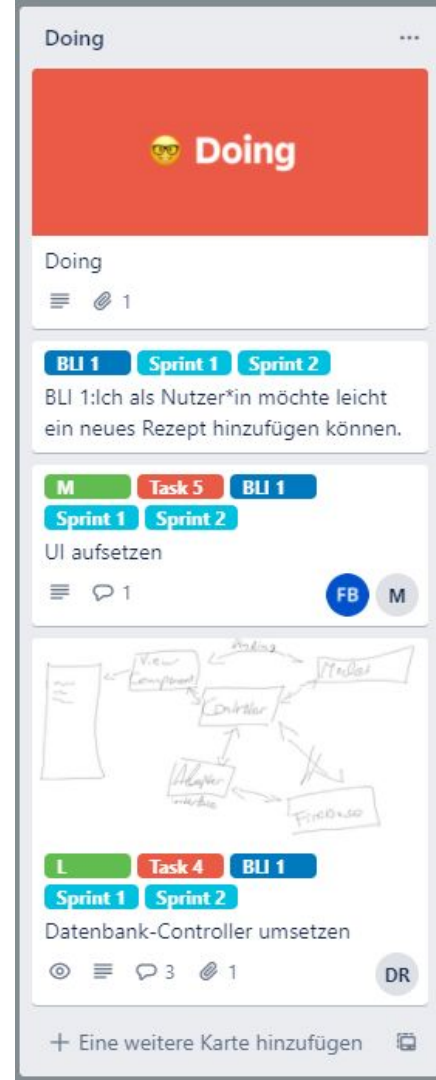 Doing
Doing
Doing
1
BLI 1 Sprint 1 Sprint 2
BLI 1:Ich als Nutzer*in möchte leicht
ein neues Rezept hinzufügen können.
M Task 5 BLI 1
Sprint 1 Sprint 2
UI aufsetzen
1 FB M
View
Component
Controller
Adapter
Interface
Firebase
L Task 4 BLI 1
Sprint 1 Sprint 2
Datenbank-Controller umsetzen
3 1 DR
+ Eine weitere Karte hinzufügen